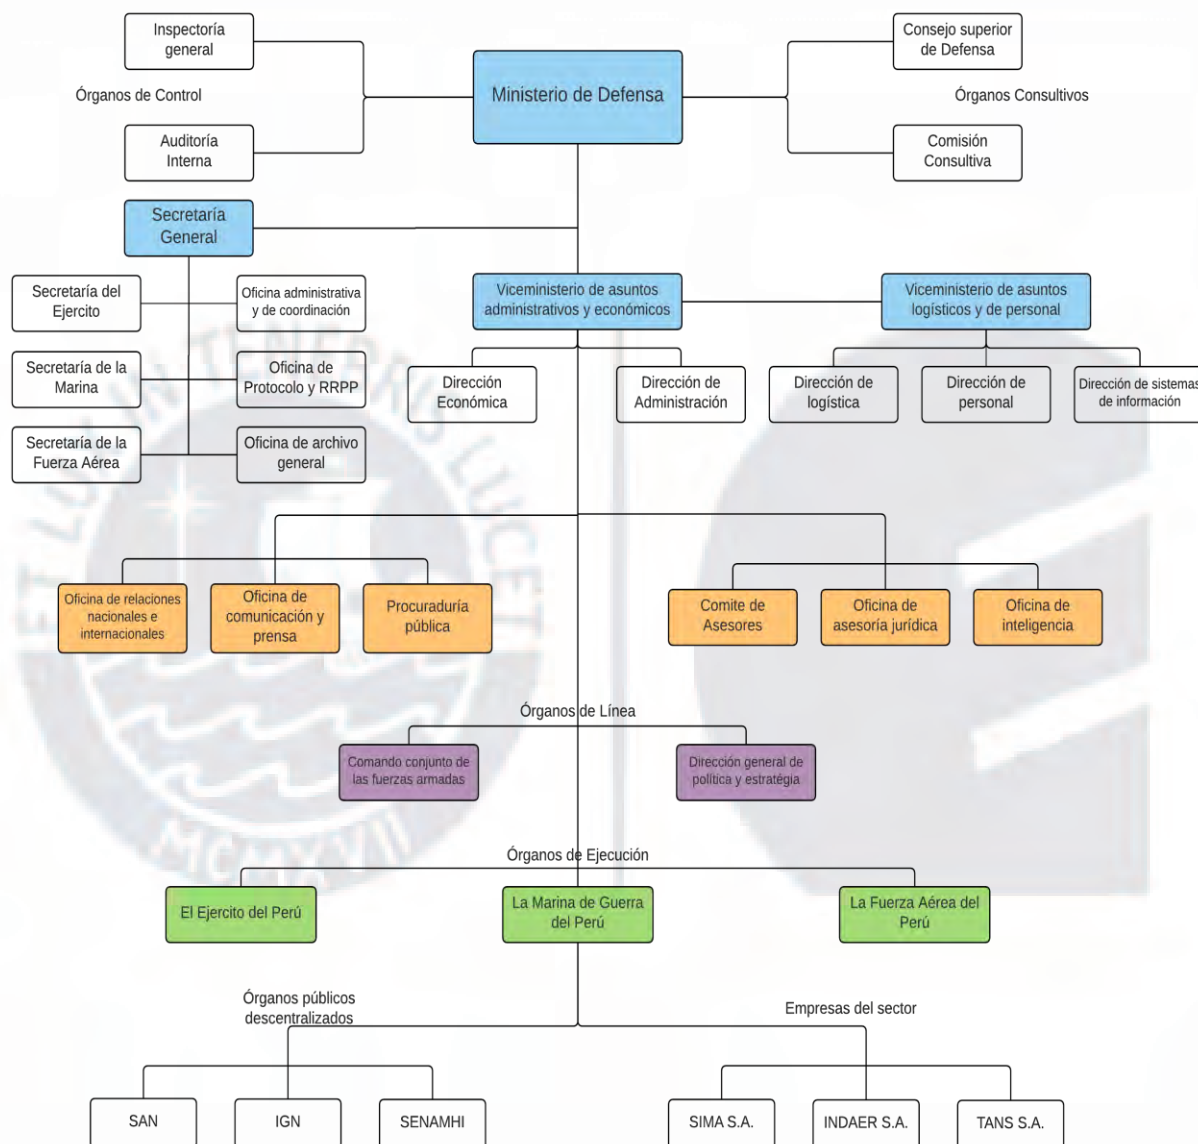 Inspectoría
general
Consejo superior
de Defensa
Ministerio de Defensa
Órganos de Control
Órganos Consultivos
Auditoría
Interna
Comisión
Consultiva
Secretaría
General
Secretaría del
Ejercito
Oficina administrativa
y de coordinación
Viceministerio de asuntos
administrativos y económicos
Viceministerio de asuntos
logísticos y de personal
Secretaría de la
Marina
Oficina de
Protocolo y RRPP
Dirección
Económica
Dirección de
Administración
Dirección de
logística
Dirección de
personal
Dirección de sistemas
de información
Secretaría de la
Fuerza Aérea
Oficina de archivo
general
Oficina de relaciones
nacionales e
internacionales
Oficina de
comunicación y
prensa
Procuraduría
pública
Comite de
Asesores
Oficina de
asesoría jurídica
Oficina de
inteligencia
Órganos de Línea
Comando conjunto de
las fuerzas armadas
Dirección general de
política y estratégia
Órganos de Ejecución
El Ejercito del Perú
La Marina de Guerra
del Perú
La Fuerza Aérea del
Perú
Órganos públicos
descentralizados
Empresas del sector
SAN
IGN
SENAMHI
SIMA S.A.
INDAER S.A.
TANS S.A.
ET LUX IN TENEBRIS LUCET
MCMXVII